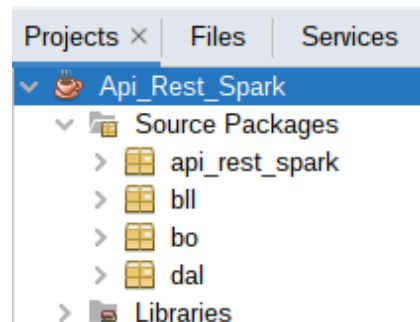 Projects × Files Services
Api_Rest_Spark
Source Packages
api_rest_spark
bll
bo
dal
Libraries